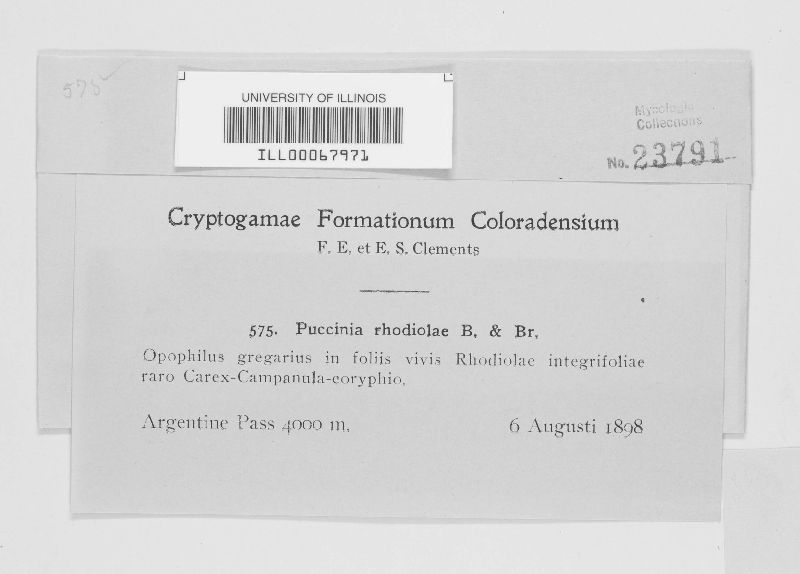 575
UNIVERSITY OF ILLINOIS
ILL00067971
Mycologic
Collections
No. 23791
Cryptogamae Formationum Coloradensium
F. E. et E. S. Clements
575. Puccinia rhodiolae B. & Br.
Opophilus gregarius in foliis vivis Rhodiolae integrifoliae
raro Carex-Campanula-coryphio.
Argentine Pass 4000 m.
6 Augusti 1898